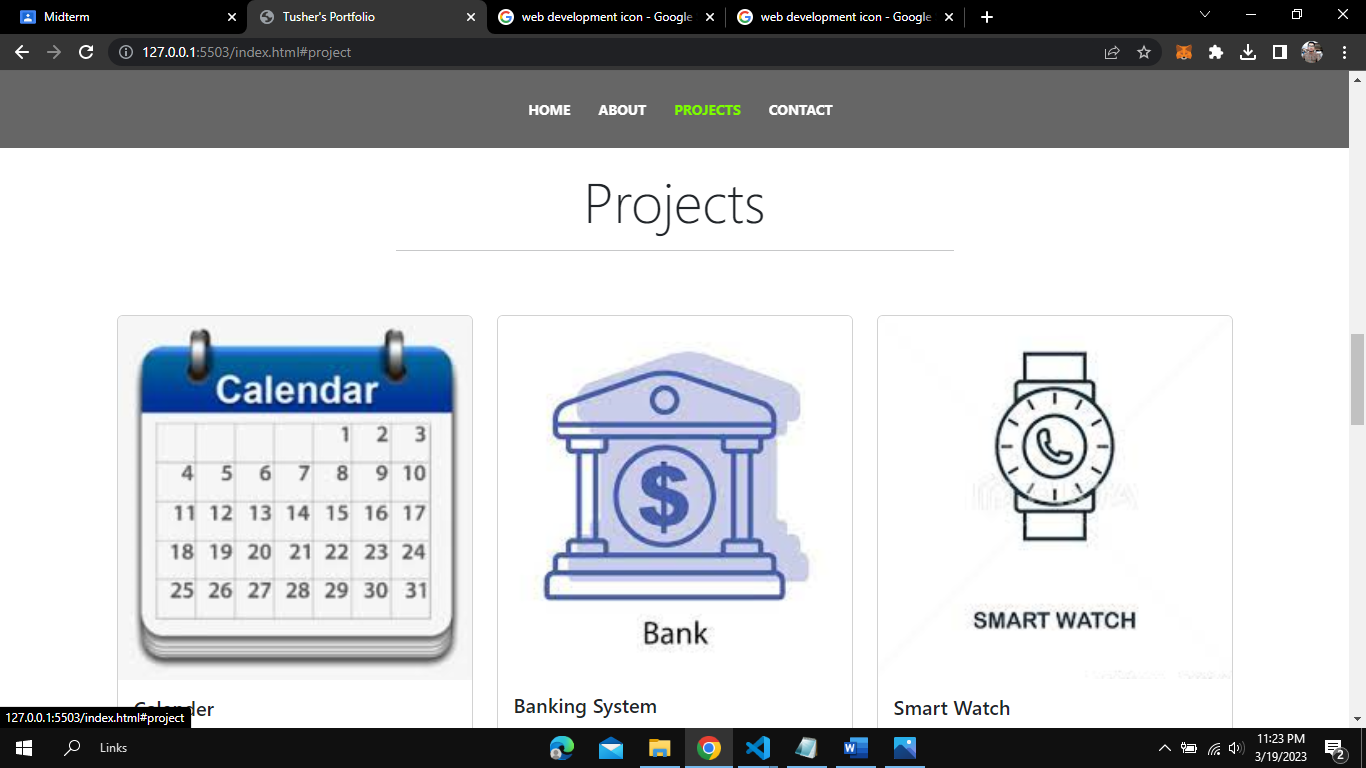 Midterm
Tusher's Portfolio
web development icon - Google
web development icon - Google
127.0.0.1:5503/index.html#project
HOME ABOUT PROJECTS CONTACT
Projects
Calendar
1 2 3
4 5 6 7 8 9 10
11 12 13 14 15 16 17
18 19 20 21 22 23 24
25 26 27 28 29 30 31
Bank
SMART WATCH
Calender
Banking System
Smart Watch
127.0.0.1:5503/index.html#project
Links
11:23 PM
3/19/2023
2